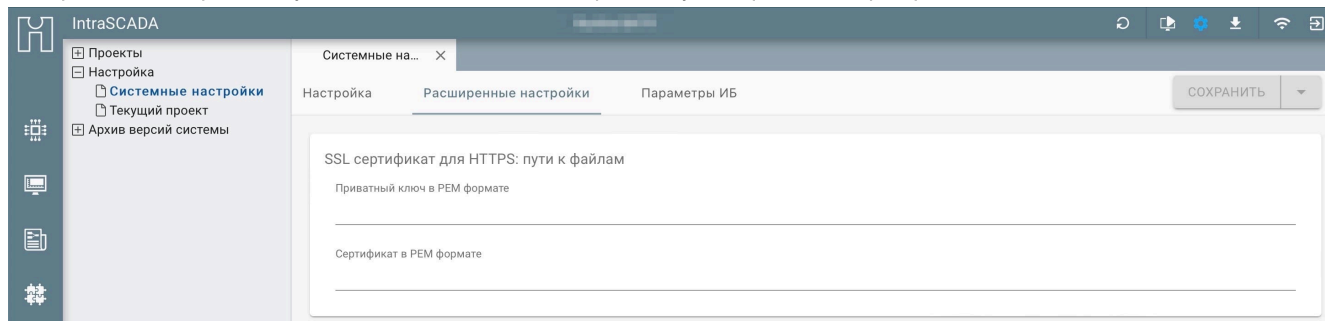 IntraSCADA
Проекты
Настройка
Системные настройки
Текущий проект
Архив версий системы
Системные на...
Настройка Расширенные настройки Параметры ИБ СОХРАНИТЬ
SSL сертификат для HTTPS: пути к файлам
Приватный ключ в PEM формате
Сертификат в PEM формате